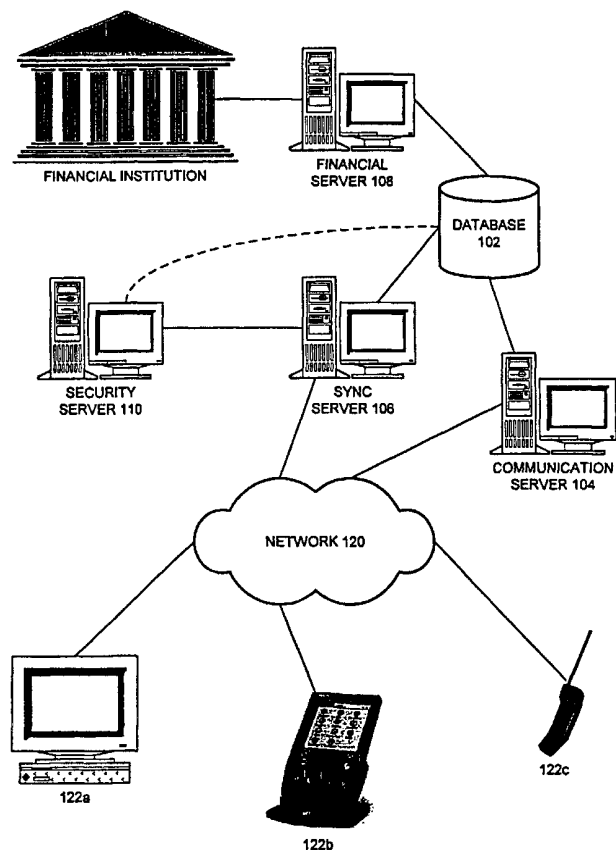 FINANCIAL INSTITUTION
FINANCIAL
SERVER 108
DATABASE
102
SECURITY
SERVER 110
SYNC
SERVER 106
COMMUNICATION
SERVER 104
NETWORK 120
122a
122b
122c